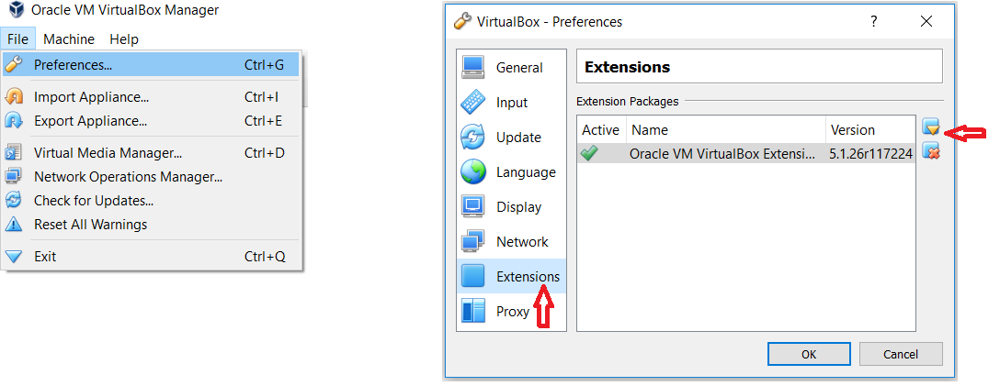 Oracle VM VirtualBox Manager
File Machine Help
Preferences... Ctrl+G
Import Appliance... Ctrl+I
Export Appliance... Ctrl+E
Virtual Media Manager... Ctrl+D
Network Operations Manager...
Check for Updates...
Reset All Warnings
Exit Ctrl+Q
VirtualBox - Preferences ?
General
Input
Update
Language
Display
Network
Extensions
Proxy
Extensions
Extension Packages
Active Name Version
Oracle VM VirtualBox Extensi... 5.1.26r117224
OK Cancel